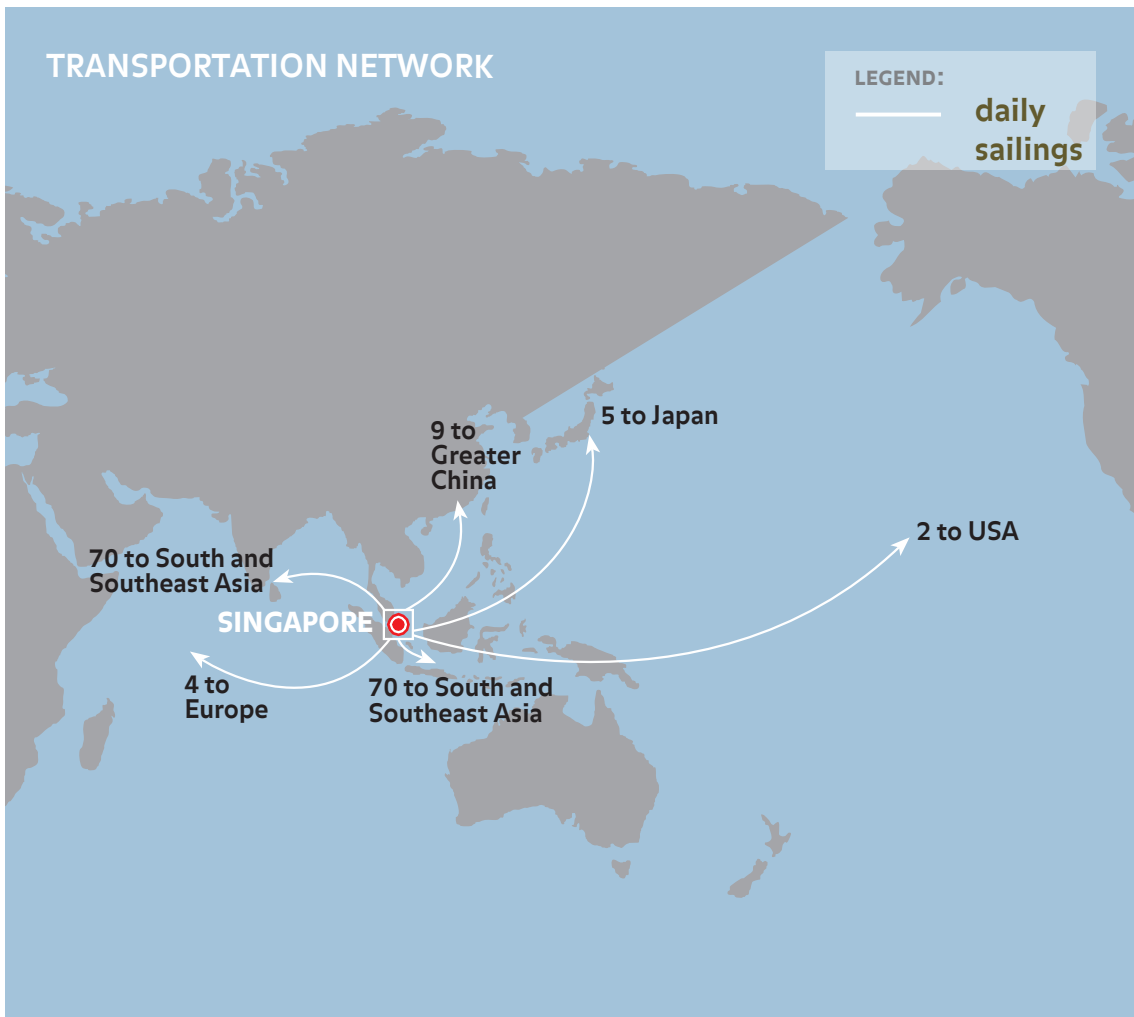 TRANSPORTATION NETWORK
LEGEND:
daily
sailings
5 to Japan
9 to
Greater
China
2 to USA
70 to South and
Southeast Asia
SINGAPORE
4 to
Europe
70 to South and
Southeast Asia